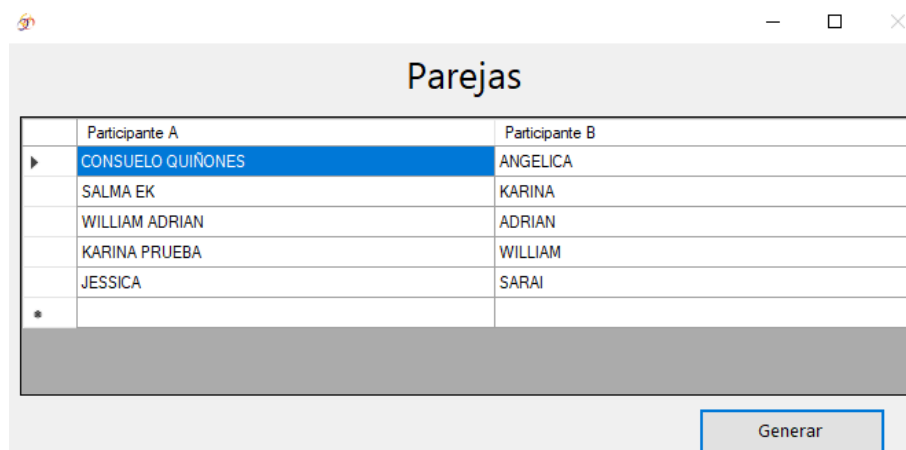 Parejas
Participante A Participante B
CONSUELO QUIÑONES ANGELICA
SALMA EK KARINA
WILLIAM ADRIAN ADRIAN
KARINA PRUEBA WILLIAM
JESSICA SARAI
Generar